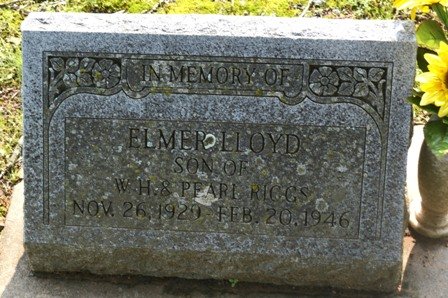 IN MEMORY OF
ELMER LLOYD
SON OF
W.H. & PEARL RIGGS
NOV. 26, 1929 - FEB. 20, 1946